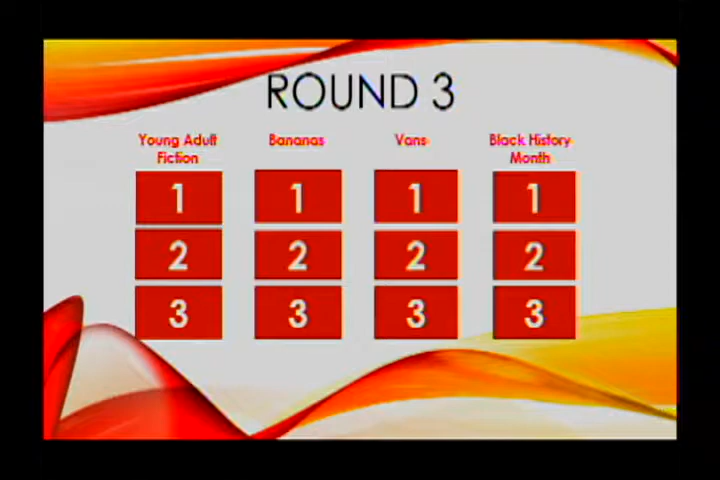 ROUND 3
Young Adult Bananas Vans Black History
Fiction Month
1 1 1 1
2 2 2 2
3 3 3 3